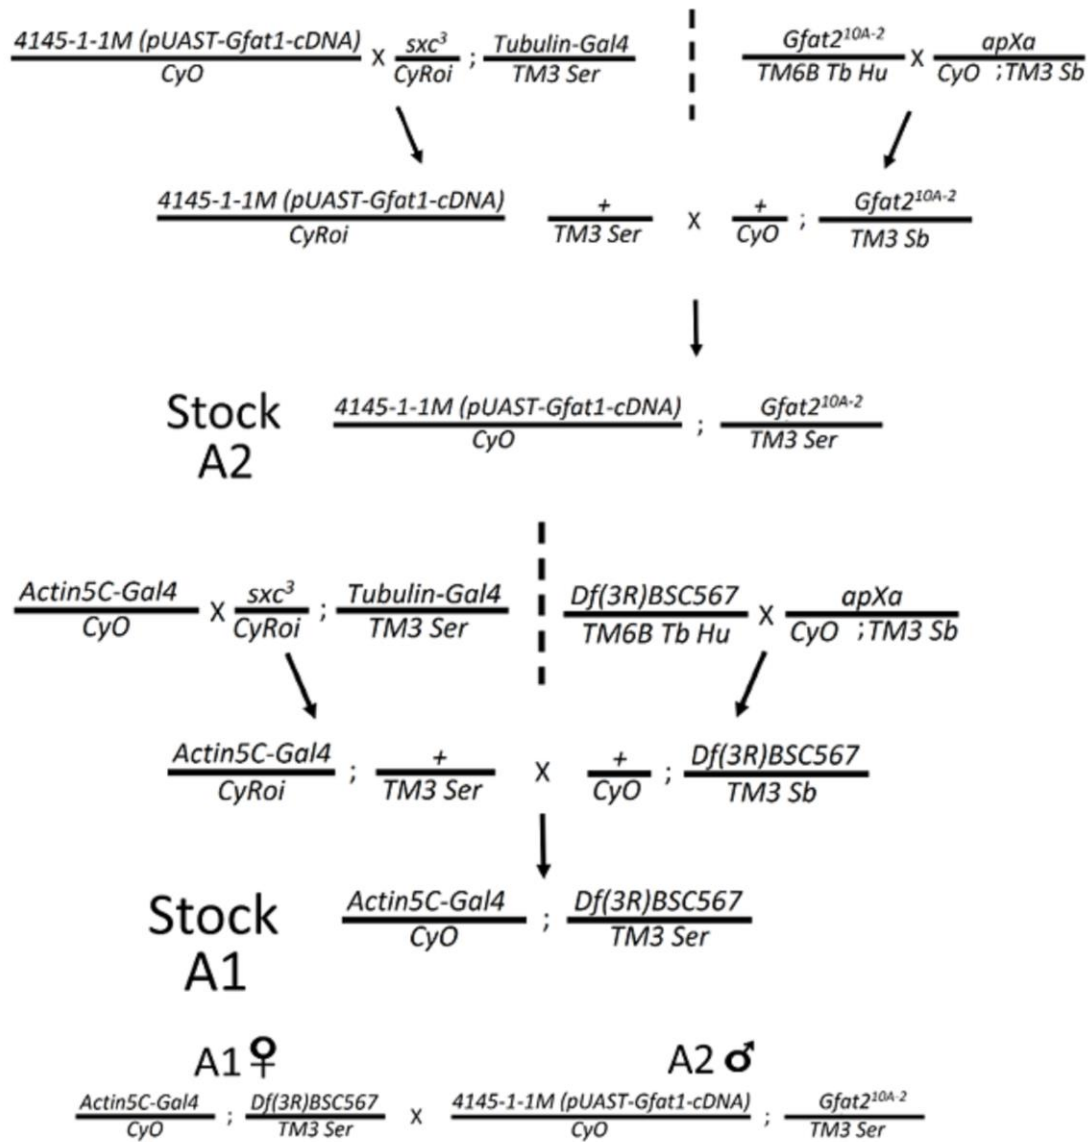 4145-1-1M (pUAST-Gfat1-cDNA) X sxc3 ; Tubulin-Gal4
CyO CyRoi TM3 Ser
Gfat210A-2 X apXa
TM6B Tb Hu CyO ;TM3 Sb
4145-1-1M (pUAST-Gfat1-cDNA) + X + ; Gfat210A-2
CyRoi TM3 Ser CyO TM3 Sb
Stock
A2
4145-1-1M (pUAST-Gfat1-cDNA) ; Gfat210A-2
CyO TM3 Ser
Actin5C-Gal4 X sxc3 ; Tubulin-Gal4
CyO CyRoi TM3 Ser
Df(3R)BSC567 X apXa
TM6B Tb Hu CyO ;TM3 Sb
Actin5C-Gal4 ; + X + ; Df(3R)BSC567
CyRoi TM3 Ser CyO TM3 Sb
Stock
A1
Actin5C-Gal4 ; Df(3R)BSC567
CyO TM3 Ser
A1 ♀ A2 ♂
Actin5C-Gal4 ; Df(3R)BSC567 X 4145-1-1M (pUAST-Gfat1-cDNA) ; Gfat210A-2
CyO TM3 Ser CyO TM3 Ser